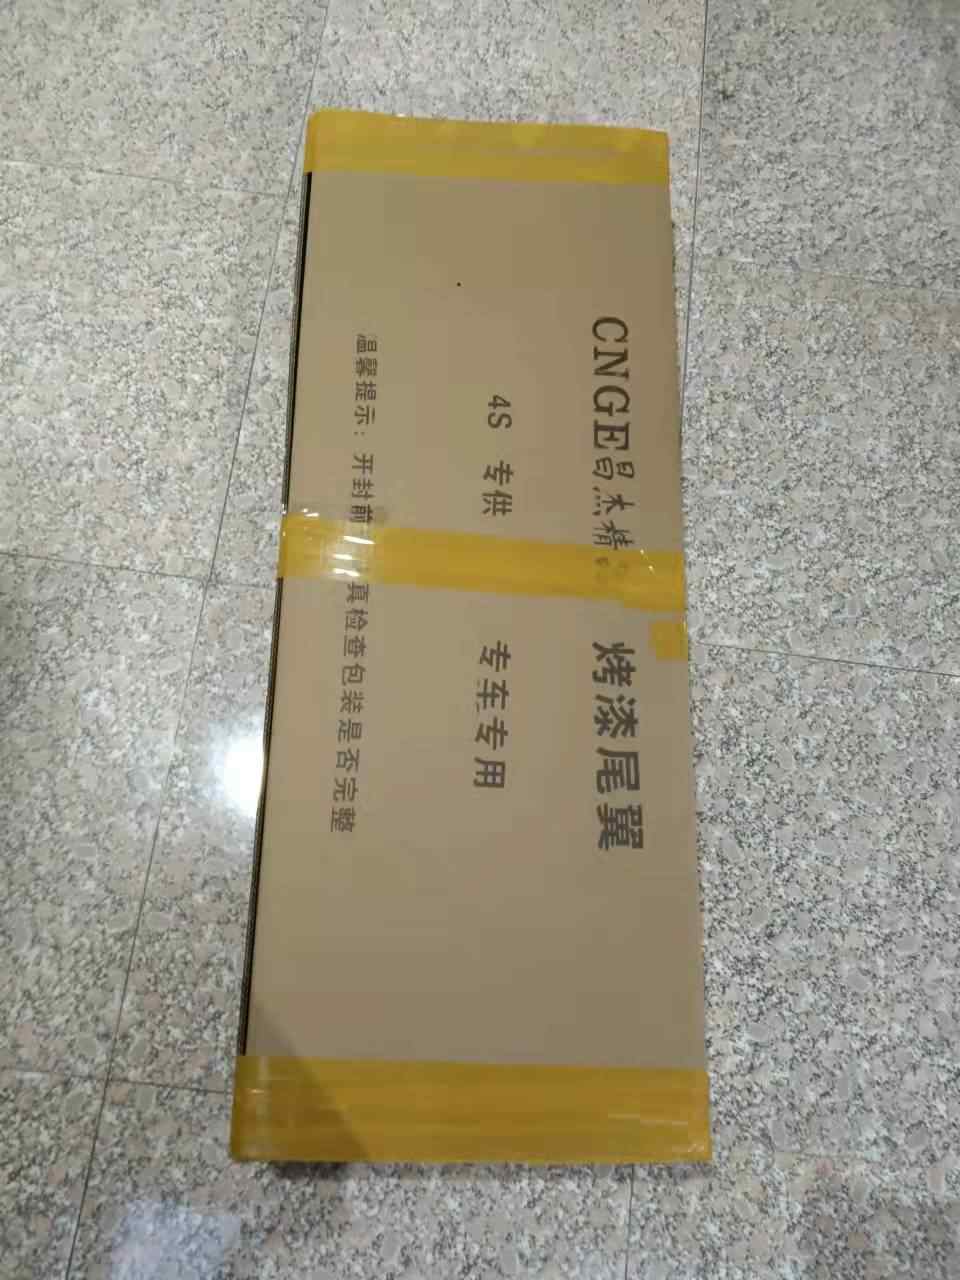 CNGE昌杰精 烤漆尾翼
4S 专供 专车专用
温馨提示：开封前 真检查包装是否完整